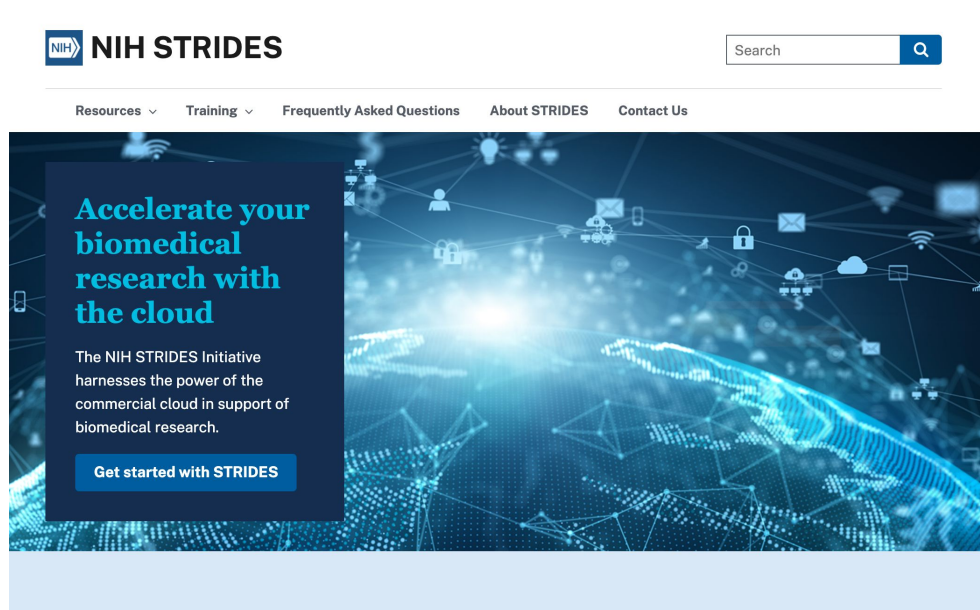 NIH NIH STRIDES
Search
Resources Training Frequently Asked Questions About STRIDES Contact Us
Accelerate your
biomedical
research with
the cloud
The NIH STRIDES Initiative
harnesses the power of the
commercial cloud in support of
biomedical research.
Get started with STRIDES